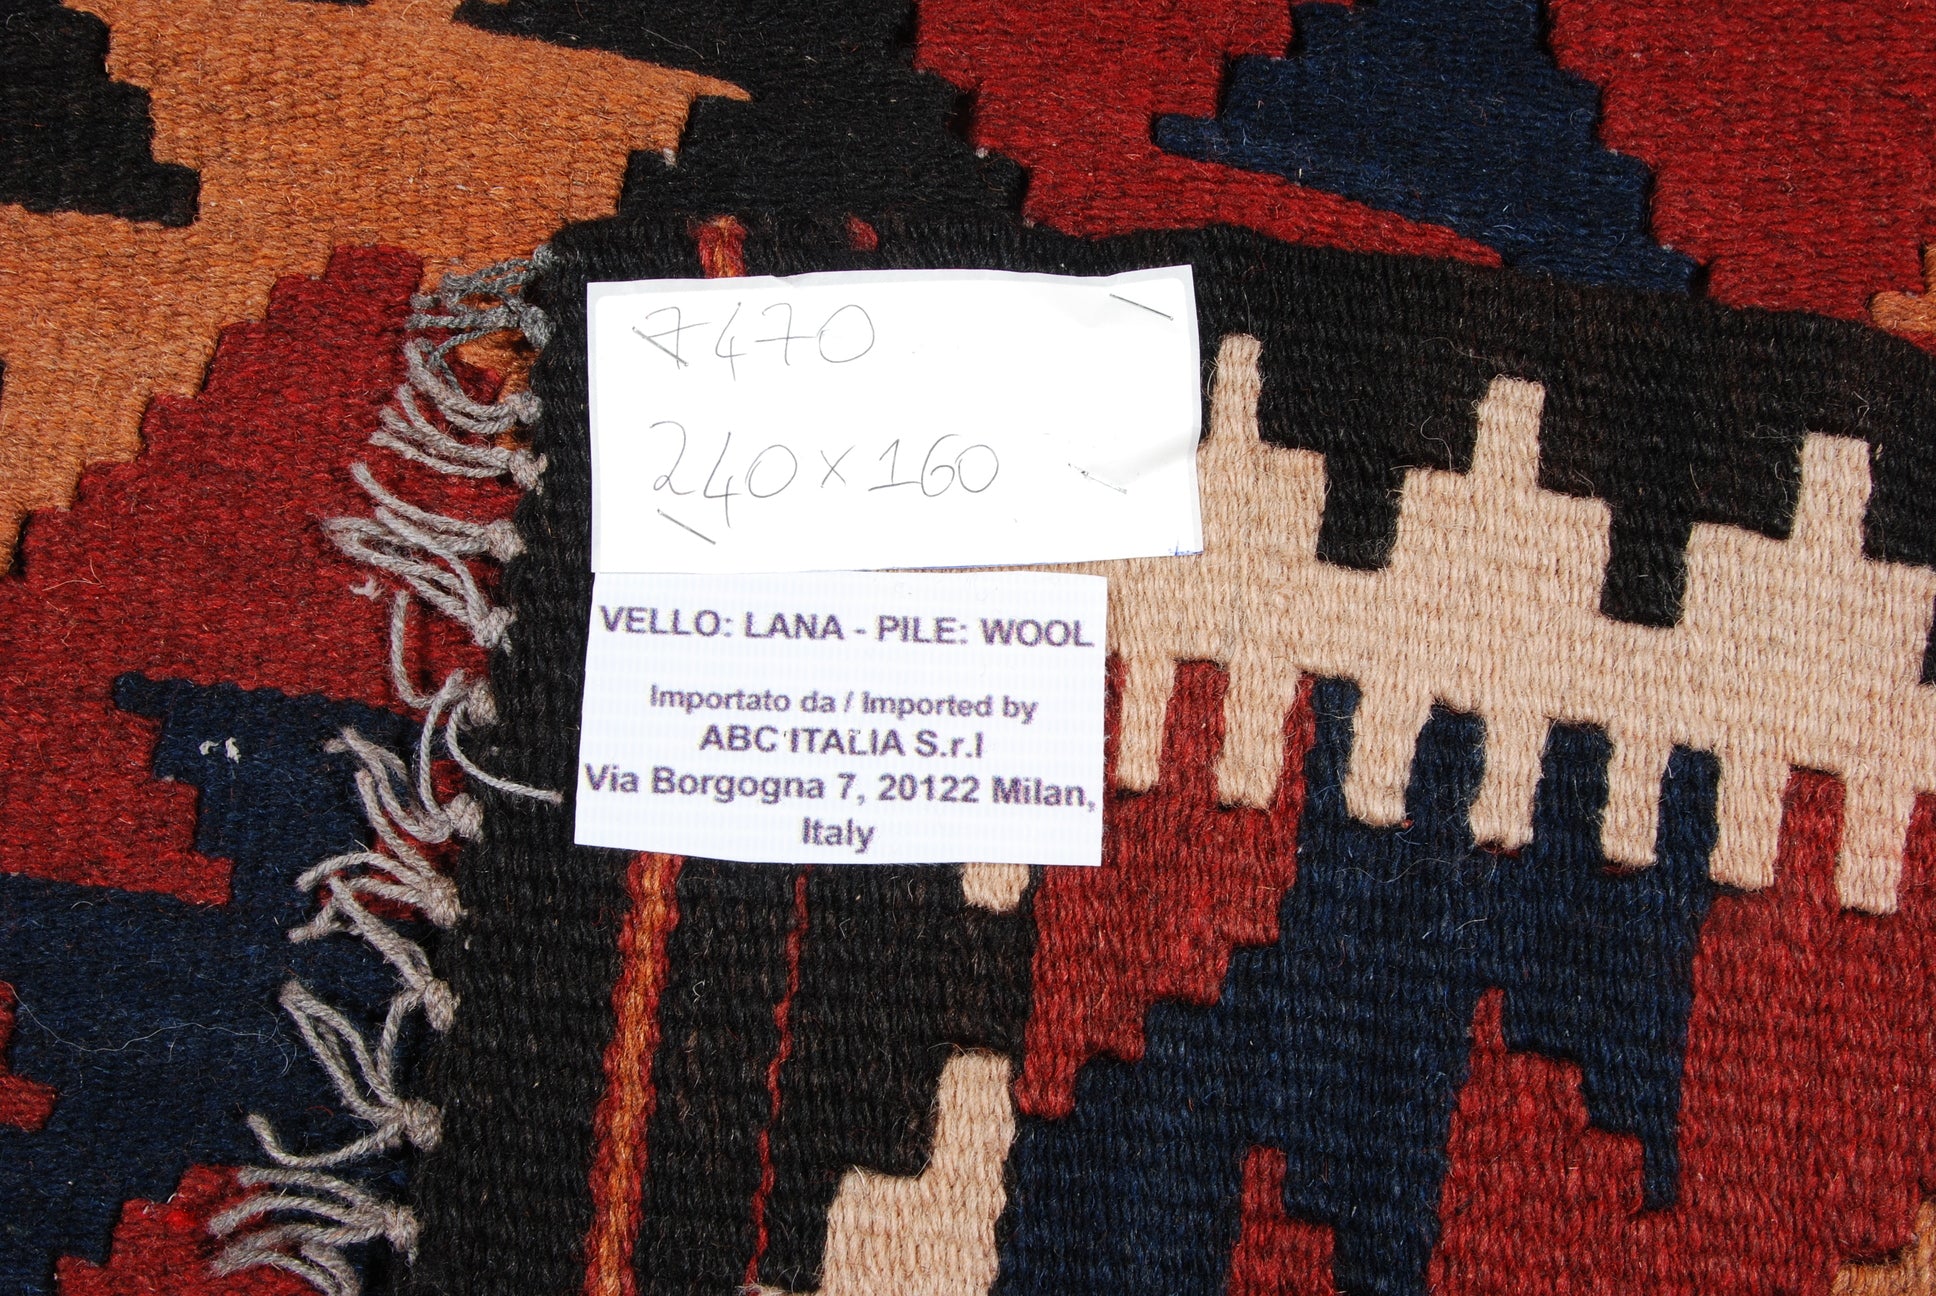 7470
240x160
VELLO: LANA - PILE: WOOL
Importato da / Imported by
ABC ITALIA S.r.l
Via Borgogna 7, 20122 Milan,
Italy